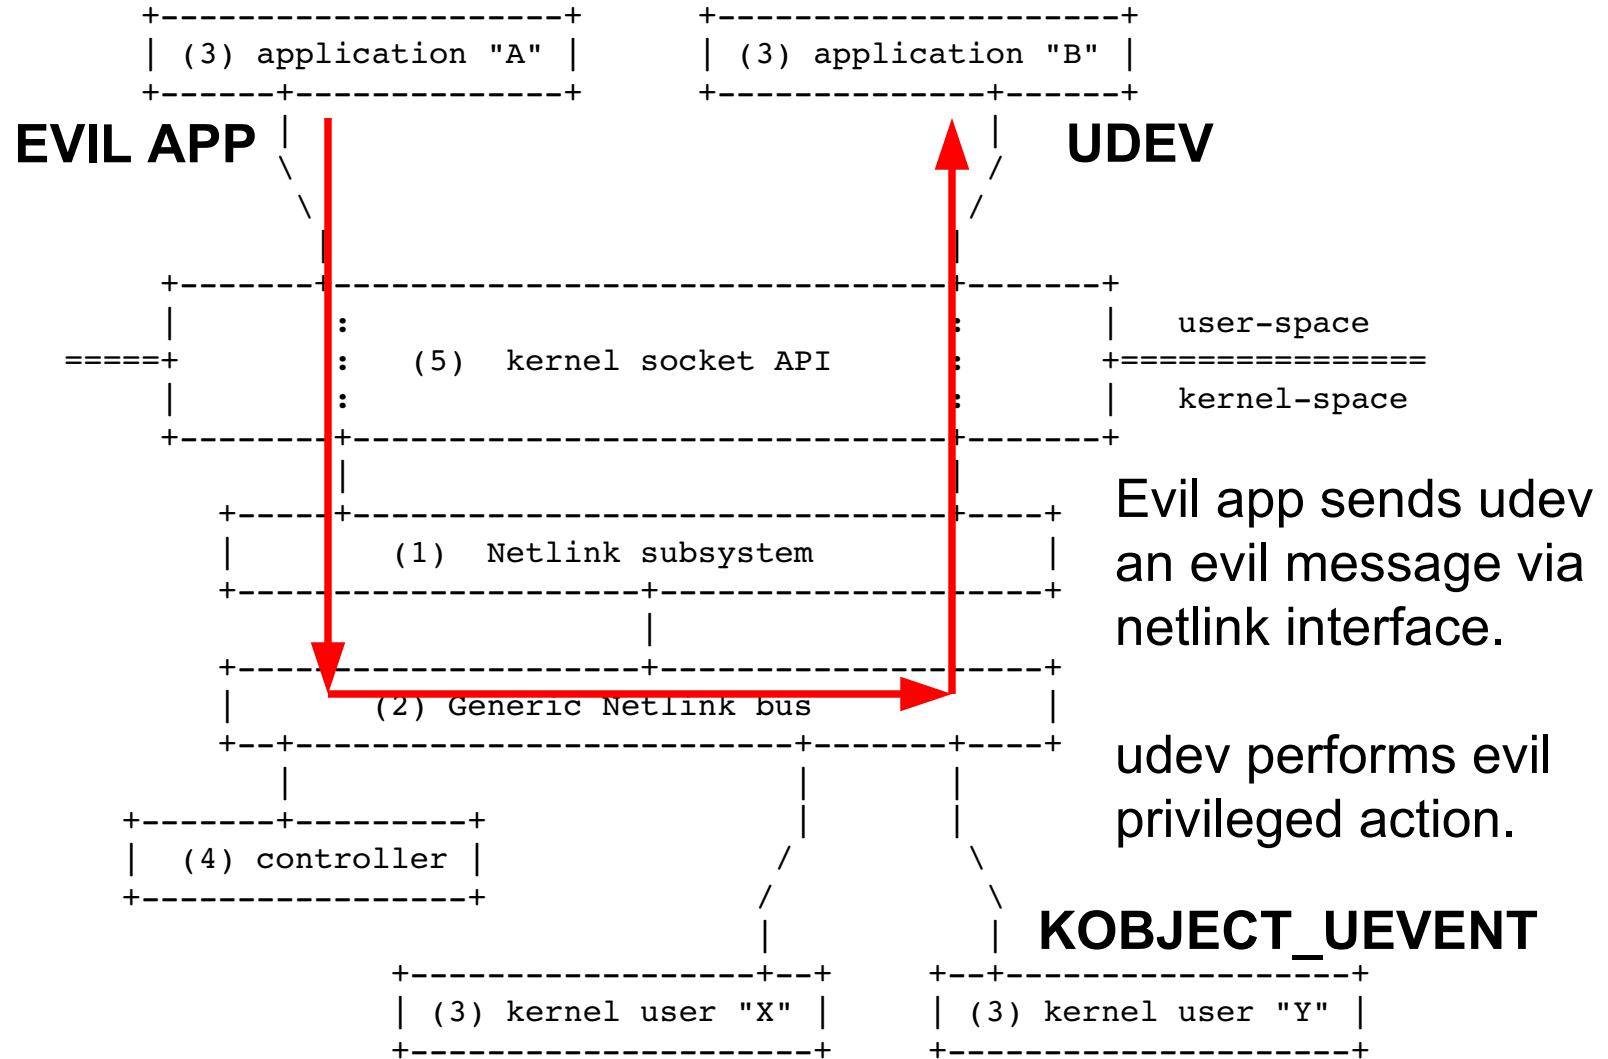 (3) application "A"
(3) application "B"
EVIL APP
UDEV
user-space
(5) kernel socket API
kernel-space
(1) Netlink subsystem
Evil app sends udev
an evil message via
netlink interface.
(2) Generic Netlink bus
udev performs evil
privileged action.
(4) controller
KOBJECT_UEVENT
(3) kernel user "X"
(3) kernel user "Y"